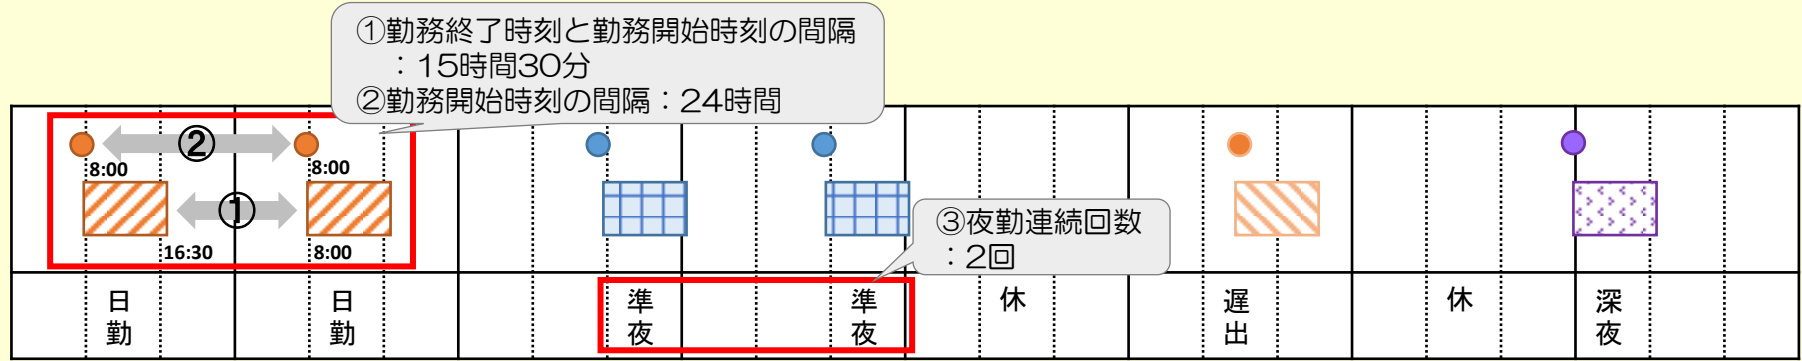 ①勤務終了時刻と勤務開始時刻の間隔
：15時間30分
②勤務開始時刻の間隔：24時間
②
8:00
8:00
①
16:30
8:00
③夜勤連続回数
：2回
日勤
日勤
準夜
準夜
休
遅出
休
深夜